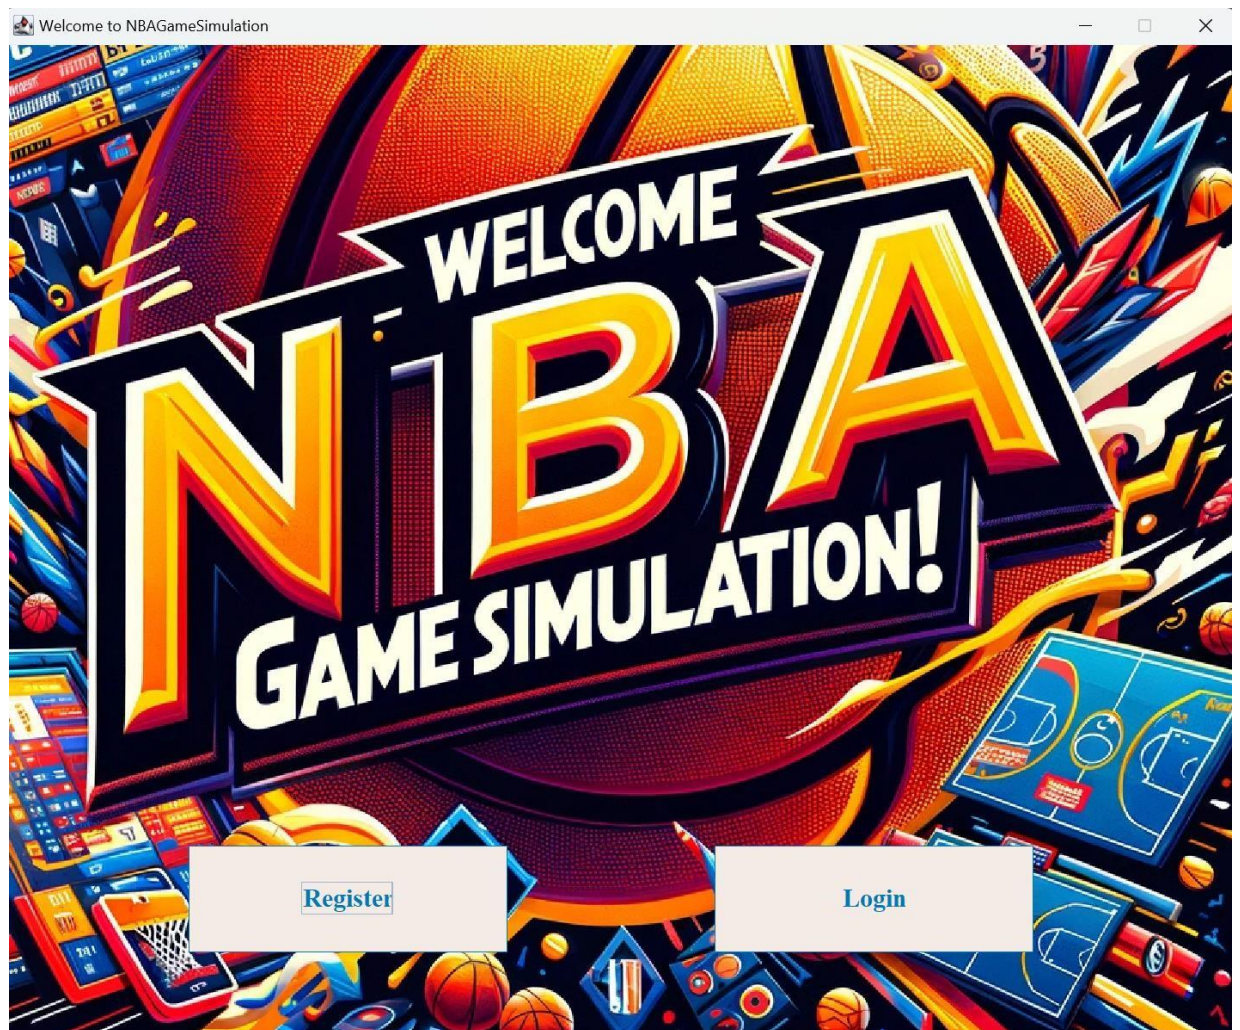 Welcome to NBAGameSimulation
WELCOME
NBA
GAME SIMULATION!
Register
Login